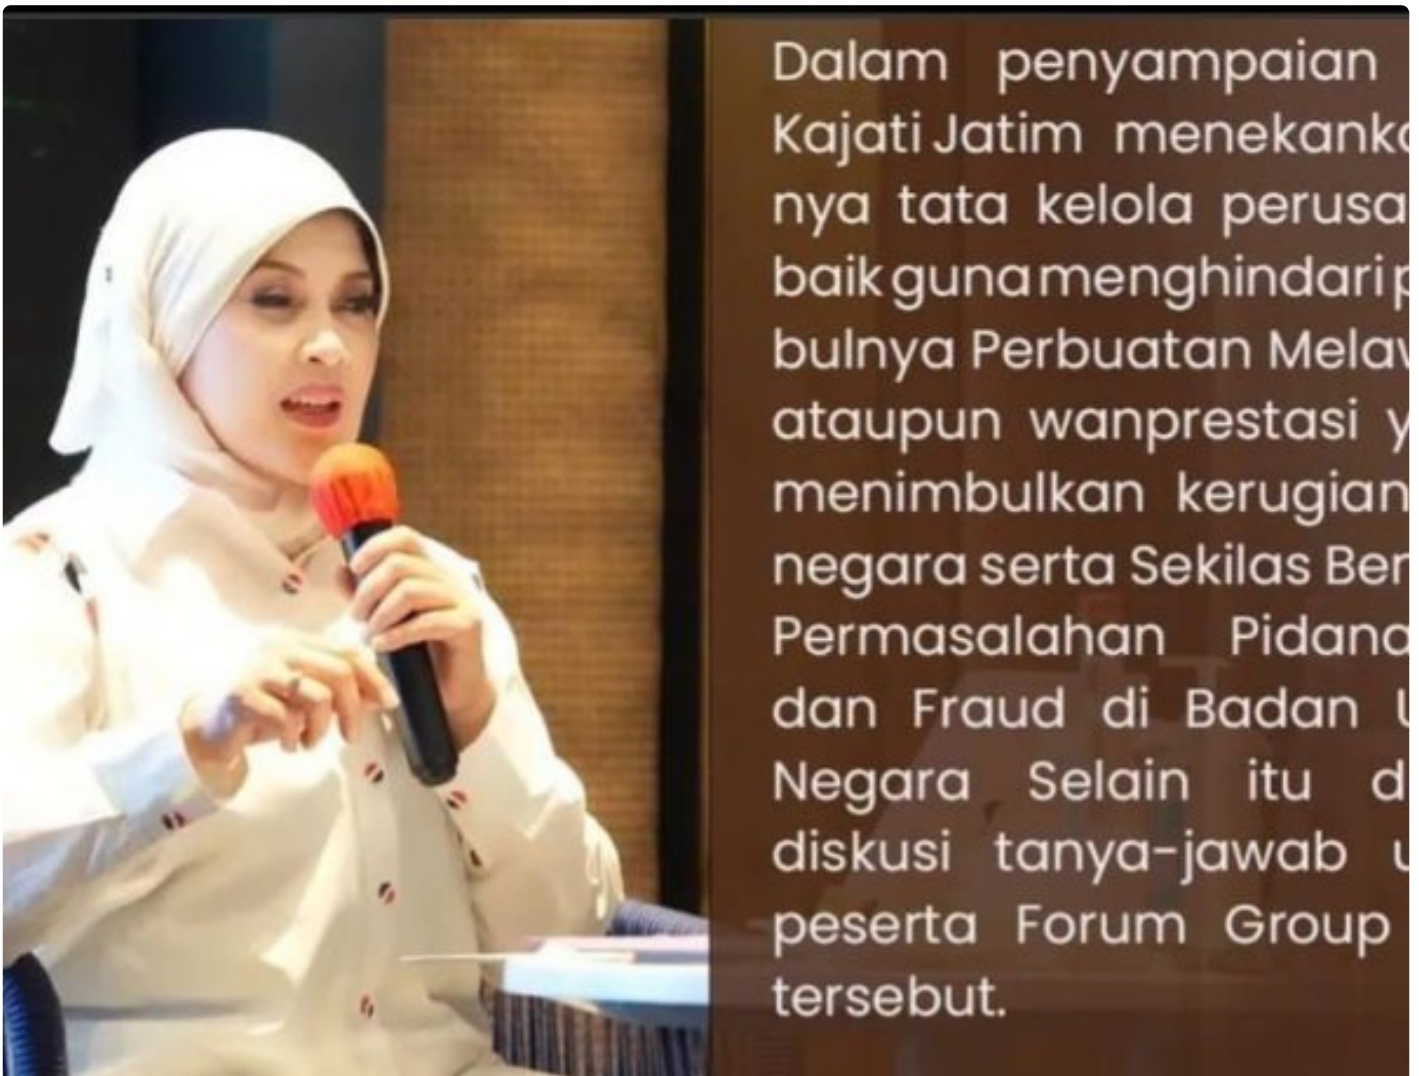 Dalam penyampaian
Kajati Jatim menekank
nya tata kelola perusa
baik guna menghindari p
bulnya Perbuatan Mela
ataupun wanprestasi y
menimbulkan kerugian
negara serta Sekilas Ber
Permasalahan Pidana
dan Fraud di Badan U
Negara Selain itu d
diskusi tanya-jawab u
peserta Forum Group
tersebut.